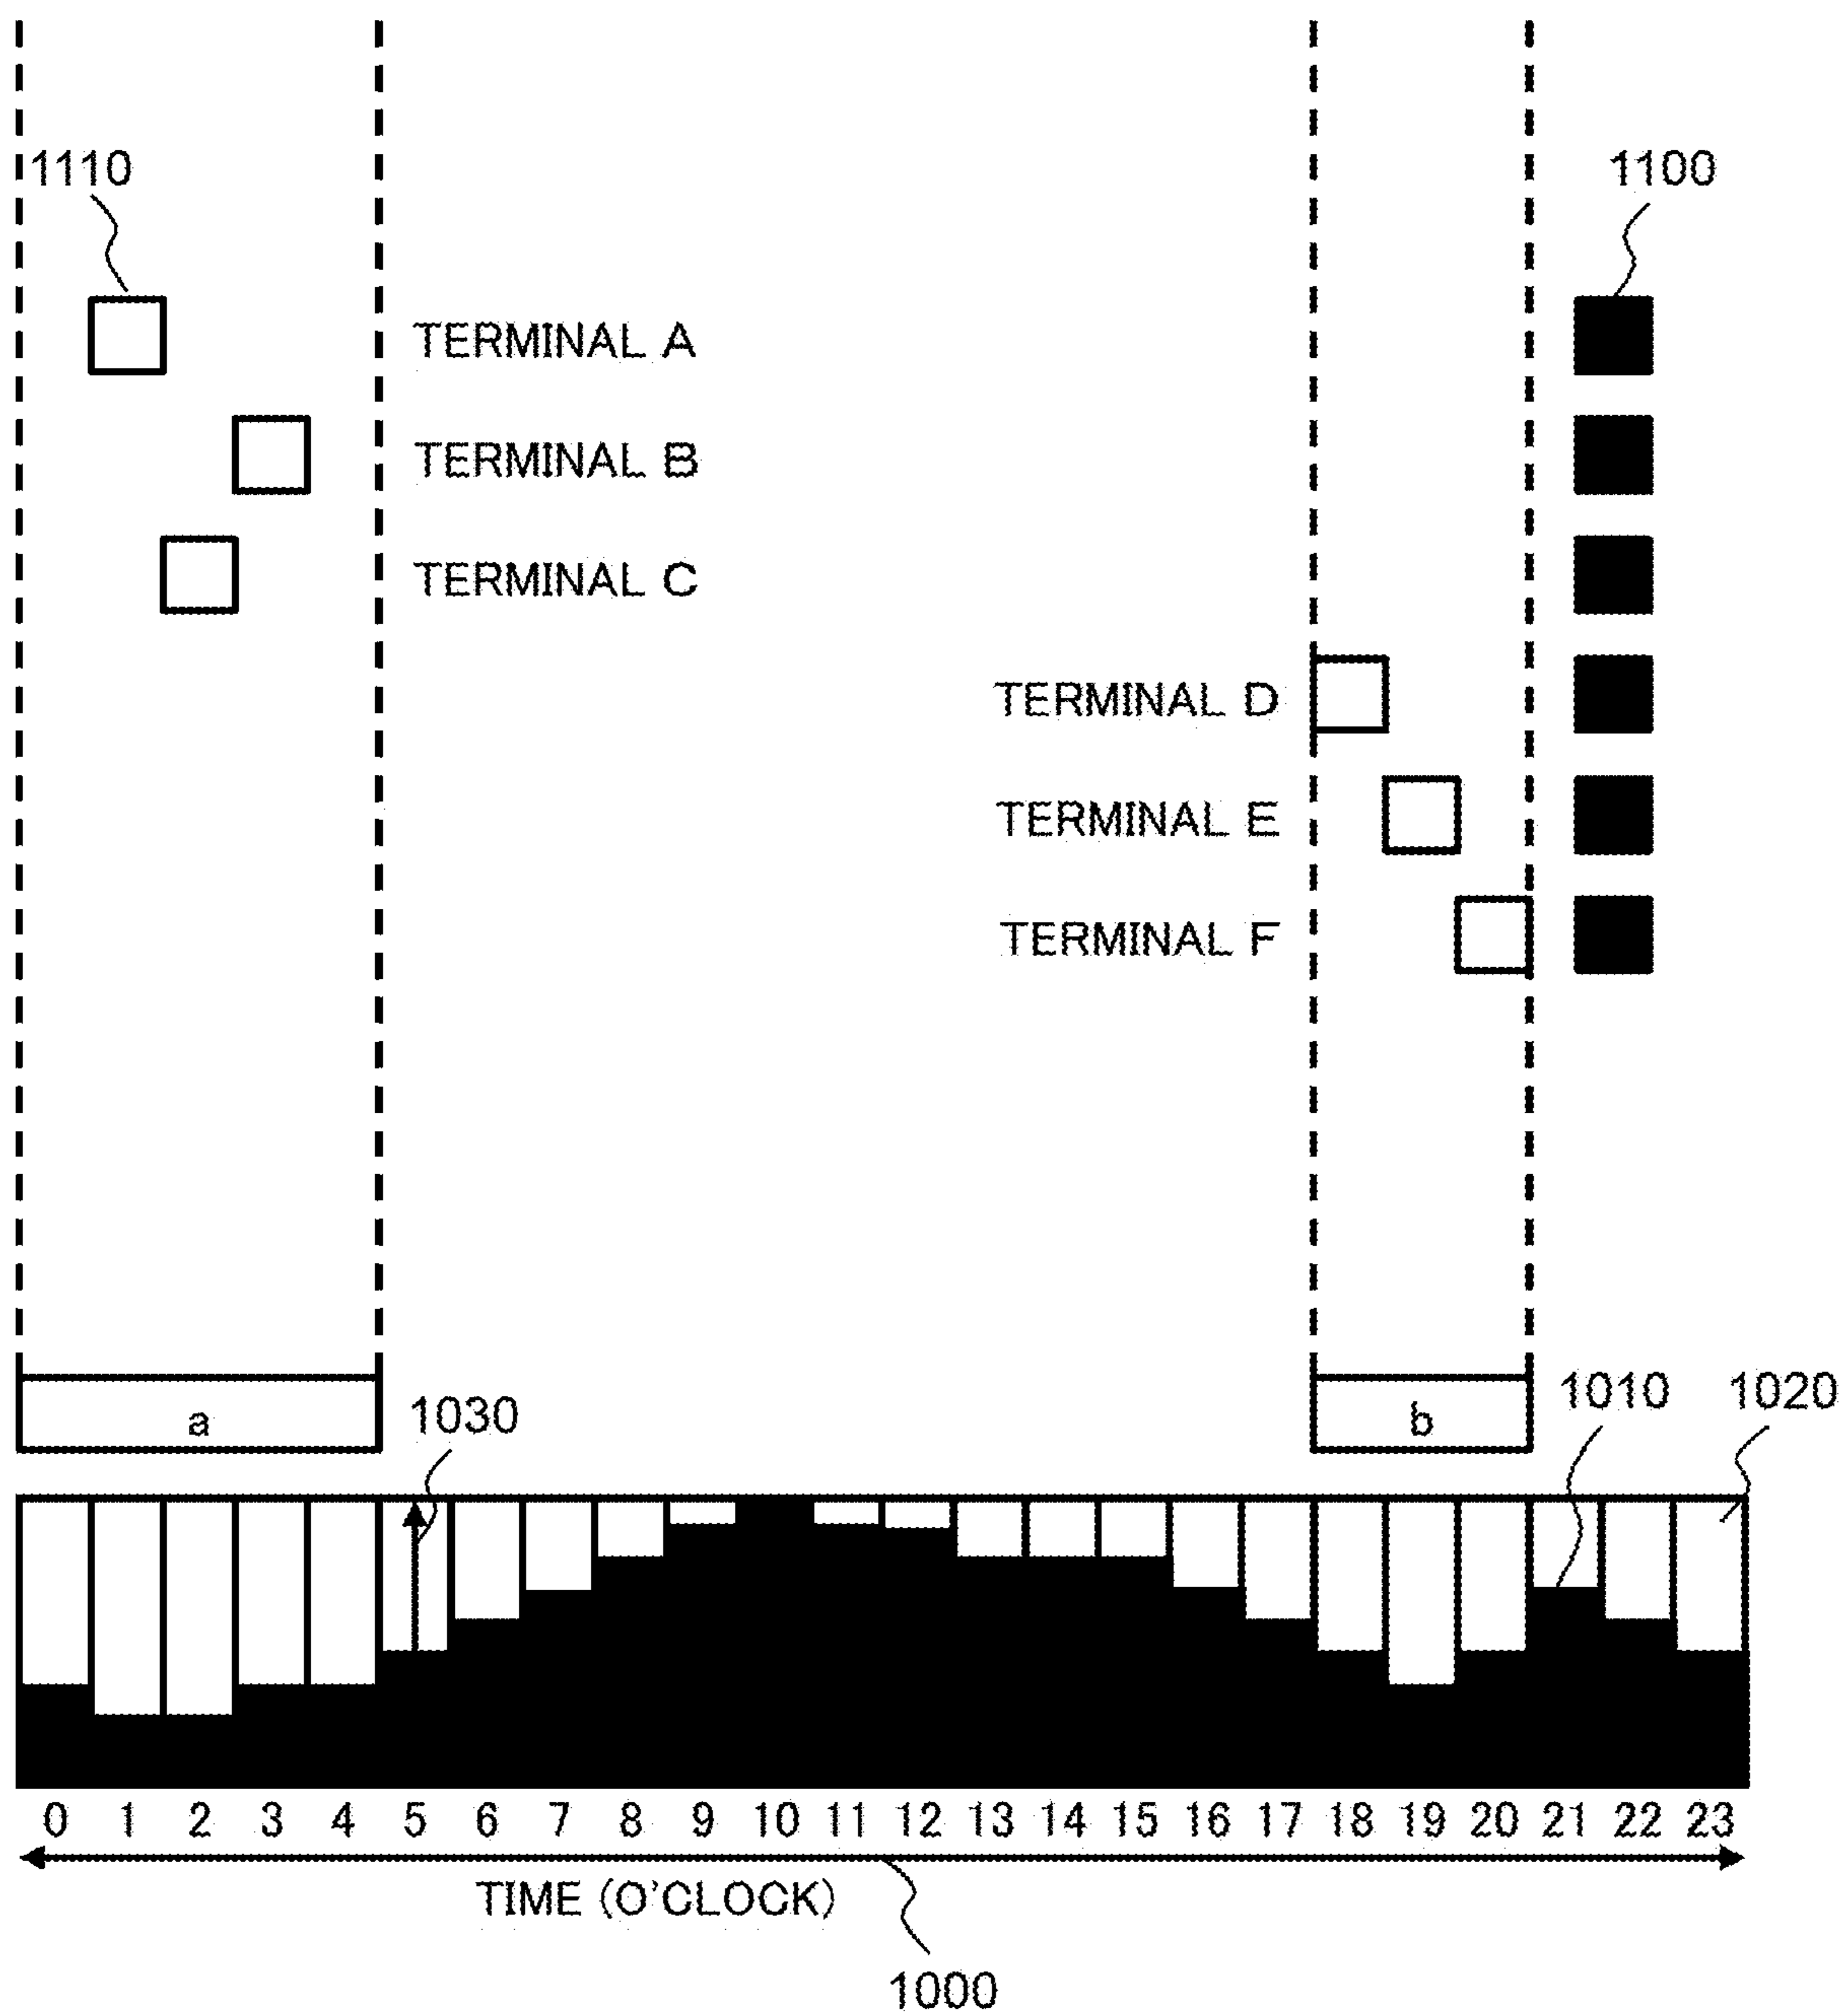 1110
1100
TERMINAL A
TERMINAL B
TERMINAL C
TERMINAL D
TERMINAL E
TERMINAL F
a
1030
b
1010
1020
0 1 2 3 4 5 6 7 8 9 10 11 12 13 14 15 16 17 18 19 20 21 22 23
TIME (O'CLOCK)
1000